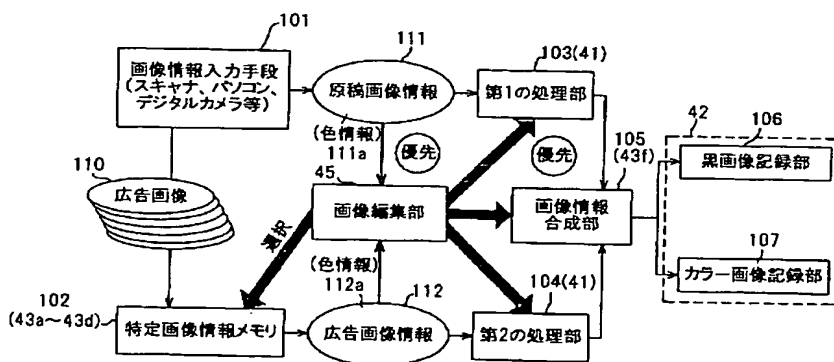 101
画像情報入力手段
(スキャナ、パソコン、
デジタルカメラ等)
111
原稿画像情報
(色情報)
111a
優先
103(41)
第1の処理部
優先
105
(43f)
42
106
黒画像記録部
110
広告画像
45
画像編集部
画像情報
合成部
選択
(色情報)
112a
112
104(41)
107
カラー画像記録部
102
(43a～43d)
特定画像情報メモリ
広告画像情報
第2の処理部